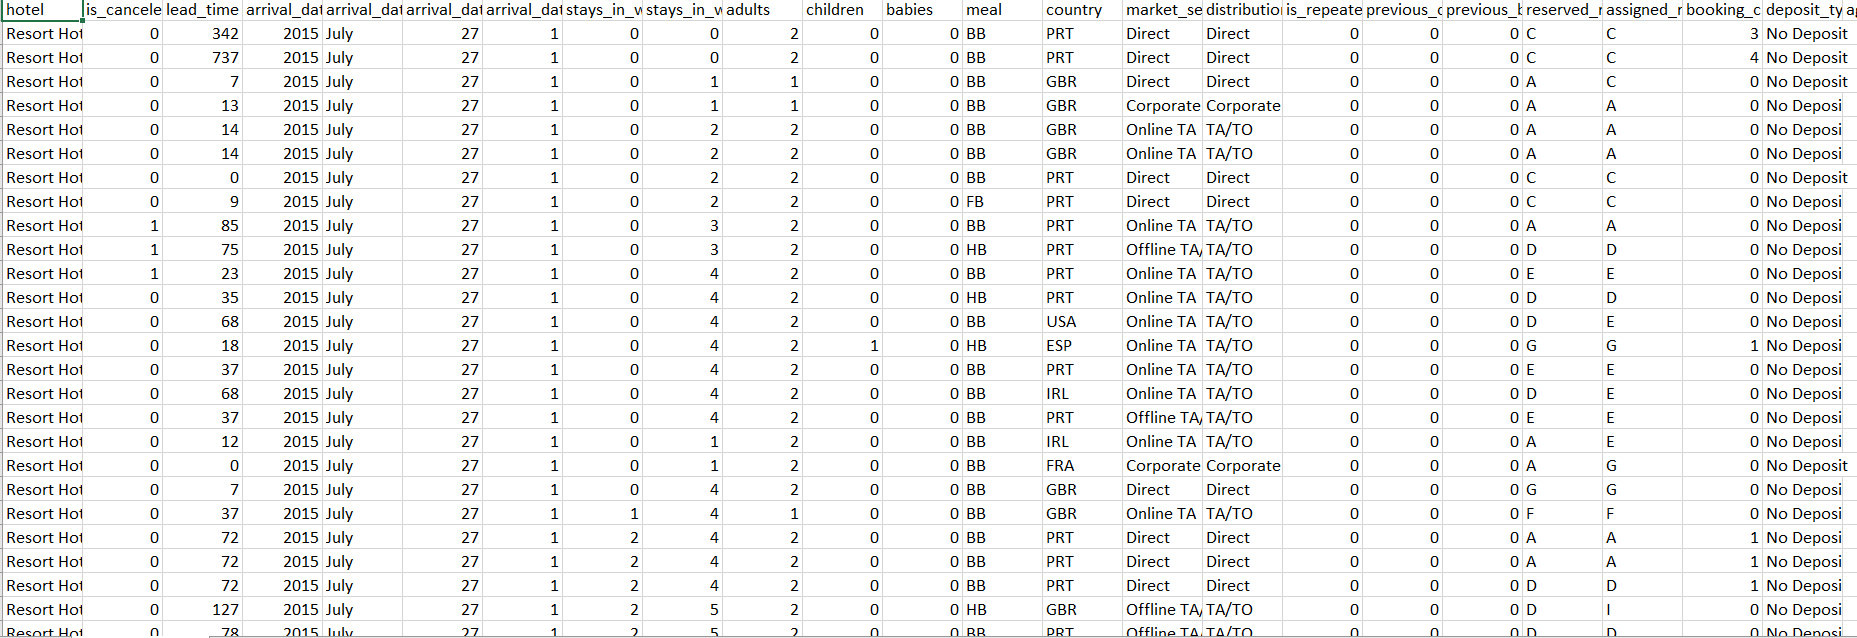 hotel is_cancele lead_time arrival_dat arrival_dat arrival_dat arrival_dat stays_in_w stays_in_w adults children babies meal country market_se distributio is_repeate previous_c previous_b reserved_r assigned_r booking_c deposit_ty ag
Resort Hot 0 342 2015 July 27 1 0 0 2 0 0 BB PRT Direct Direct 0 0 0 C C 3 No Deposit
Resort Hot 0 737 2015 July 27 1 0 0 2 0 0 BB PRT Direct Direct 0 0 0 C C 4 No Deposit
Resort Hot 0 7 2015 July 27 1 0 1 1 0 0 BB GBR Direct Direct 0 0 0 A C 0 No Deposit
Resort Hot 0 13 2015 July 27 1 0 1 1 0 0 BB GBR Corporate Corporate 0 0 0 A A 0 No Deposi
Resort Hot 0 14 2015 July 27 1 0 2 2 0 0 BB GBR Online TA TA/TO 0 0 0 A A 0 No Deposi
Resort Hot 0 14 2015 July 27 1 0 2 2 0 0 BB GBR Online TA TA/TO 0 0 0 A A 0 No Deposi
Resort Hot 0 0 2015 July 27 1 0 2 2 0 0 BB PRT Direct Direct 0 0 0 C C 0 No Deposit
Resort Hot 0 9 2015 July 27 1 0 2 2 0 0 FB PRT Direct Direct 0 0 0 C C 0 No Deposi
Resort Hot 1 85 2015 July 27 1 0 3 2 0 0 BB PRT Online TA TA/TO 0 0 0 A A 0 No Deposi
Resort Hot 1 75 2015 July 27 1 0 3 2 0 0 HB PRT Offline TA/ TA/TO 0 0 0 D D 0 No Deposi
Resort Hot 1 23 2015 July 27 1 0 4 2 0 0 BB PRT Online TA TA/TO 0 0 0 E E 0 No Deposi
Resort Hot 0 35 2015 July 27 1 0 4 2 0 0 HB PRT Online TA TA/TO 0 0 0 D D 0 No Deposi
Resort Hot 0 68 2015 July 27 1 0 4 2 0 0 BB USA Online TA TA/TO 0 0 0 D E 0 No Deposi
Resort Hot 0 18 2015 July 27 1 0 4 2 1 0 HB ESP Online TA TA/TO 0 0 0 G G 1 No Deposi
Resort Hot 0 37 2015 July 27 1 0 4 2 0 0 BB PRT Online TA TA/TO 0 0 0 E E 0 No Deposi
Resort Hot 0 68 2015 July 27 1 0 4 2 0 0 BB IRL Online TA TA/TO 0 0 0 D E 0 No Deposi
Resort Hot 0 37 2015 July 27 1 0 4 2 0 0 BB PRT Offline TA/ TA/TO 0 0 0 E E 0 No Deposi
Resort Hot 0 12 2015 July 27 1 0 1 2 0 0 BB IRL Online TA TA/TO 0 0 0 A E 0 No Deposi
Resort Hot 0 0 2015 July 27 1 0 1 2 0 0 BB FRA Corporate Corporate 0 0 0 A G 0 No Deposit
Resort Hot 0 7 2015 July 27 1 0 4 2 0 0 BB GBR Direct Direct 0 0 0 G G 0 No Deposi
Resort Hot 0 37 2015 July 27 1 1 4 1 0 0 BB GBR Online TA TA/TO 0 0 0 F F 0 No Deposi
Resort Hot 0 72 2015 July 27 1 2 4 2 0 0 BB PRT Direct Direct 0 0 0 A A 1 No Deposi
Resort Hot 0 72 2015 July 27 1 2 4 2 0 0 BB PRT Direct Direct 0 0 0 A A 1 No Deposi
Resort Hot 0 72 2015 July 27 1 2 4 2 0 0 BB PRT Direct Direct 0 0 0 D D 1 No Deposi
Resort Hot 0 127 2015 July 27 1 2 5 2 0 0 HB GBR Offline TA/ TA/TO 0 0 0 D I 0 No Deposi
Resort Hot 0 78 2015 July 27 1 2 5 2 0 0 BB PRT Offline TA/ TA/TO 0 0 0 D D 0 No Deposi